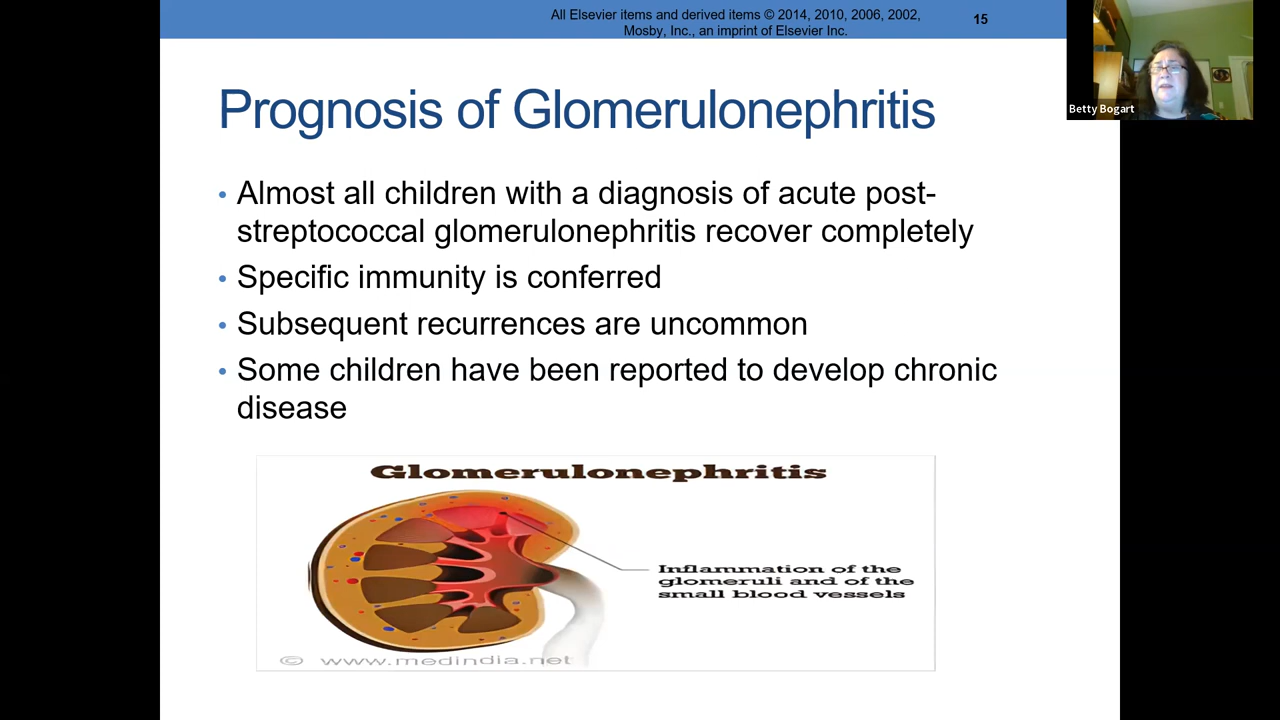 All Elsevier items and derived items © 2014, 2010, 2006, 2002,
Mosby, Inc., an imprint of Elsevier Inc.
15
Betty Bogart
Prognosis of Glomerulonephritis
• Almost all children with a diagnosis of acute post-
streptococcal glomerulonephritis recover completely
• Specific immunity is conferred
• Subsequent recurrences are uncommon
• Some children have been reported to develop chronic
disease
Glomerulonephritis
Inflammation of the
glomeruli and of the
small blood vessels
© www.medindia.net